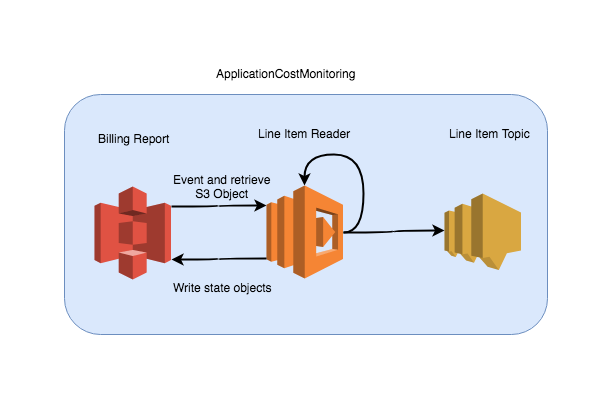 ApplicationCostMonitoring
Billing Report
Line Item Reader
Line Item Topic
Event and retrieve
S3 Object
Write state objects